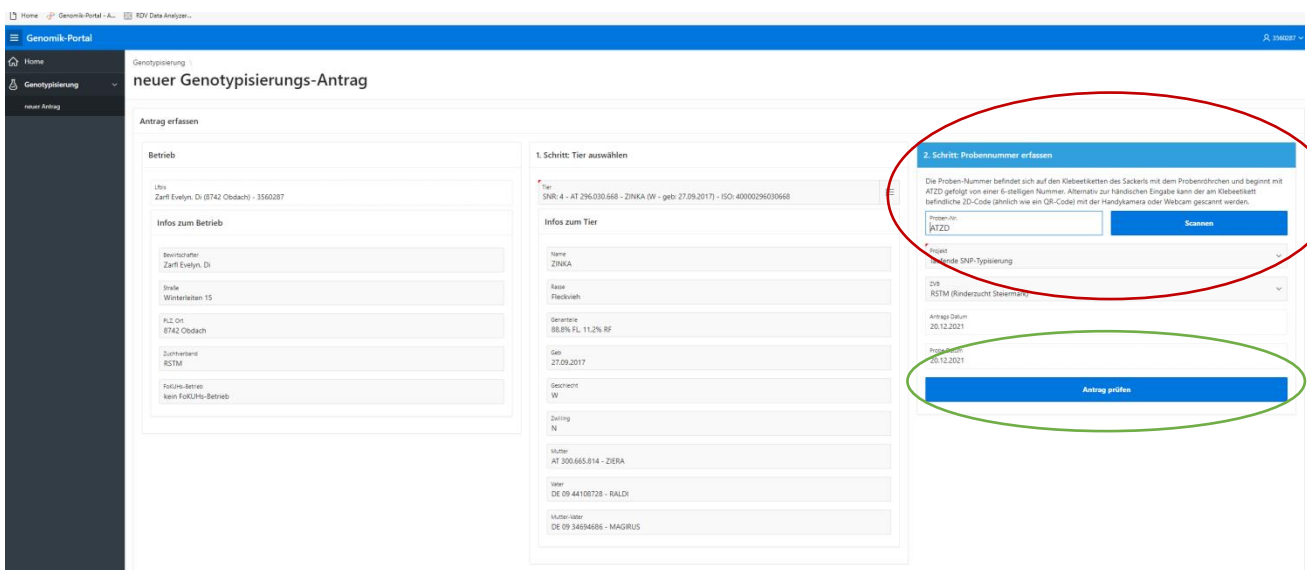 Home Genomik-Portal - A... RDV Data Analyzer...
Genomik-Portal
3560287
Home
Genotypisierung
neuer Antrag
Genotypisierung \
neuer Genotypisierungs-Antrag
Antrag erfassen
Betrieb
Lfbis
Zarfl Evelyn, Di (8742 Obdach) - 3560287
Infos zum Betrieb
Bewirtschafter
Zarfl Evelyn, Di
Straße
Winterleiten 15
PLZ, Ort
8742 Obdach
Zuchtverband
RSTM
FoKUHs-Betrieb
kein FoKUHs-Betrieb
1. Schritt: Tier auswählen
Tier
SNR: 4 - AT 296.030.668 - ZINKA (W - geb: 27.09.2017) - ISO: 40000296030668
Infos zum Tier
Name
ZINKA
Rasse
Fleckvieh
Genanteile
88.8% FL, 11.2% RF
Geb
27.09.2017
Geschlecht
W
Zwilling
N
Mutter
AT 300.665.814 - ZIERA
Vater
DE 09 44108728 - RALDI
Mutter-Vater
DE 09 34694686 - MAGIRUS
2. Schritt: Probennummer erfassen
Die Proben-Nummer befindet sich auf den Klebeetiketten des Sackerls mit dem Probenröhrchen und beginnt mit
ATZD gefolgt von einer 6-stelligen Nummer. Alternativ zur händischen Eingabe kann der am Klebeetikett
befindliche 2D-Code (ähnlich wie ein QR-Code) mit der Handykamera oder Webcam gescannt werden.
Proben-Nr.
ATZD
Scannen
Projekt
laufende SNP-Typisierung
ZVB
RSTM (Rinderzucht Steiermark)
Antrags Datum
20.12.2021
Probe Datum
20.12.2021
Antrag prüfen